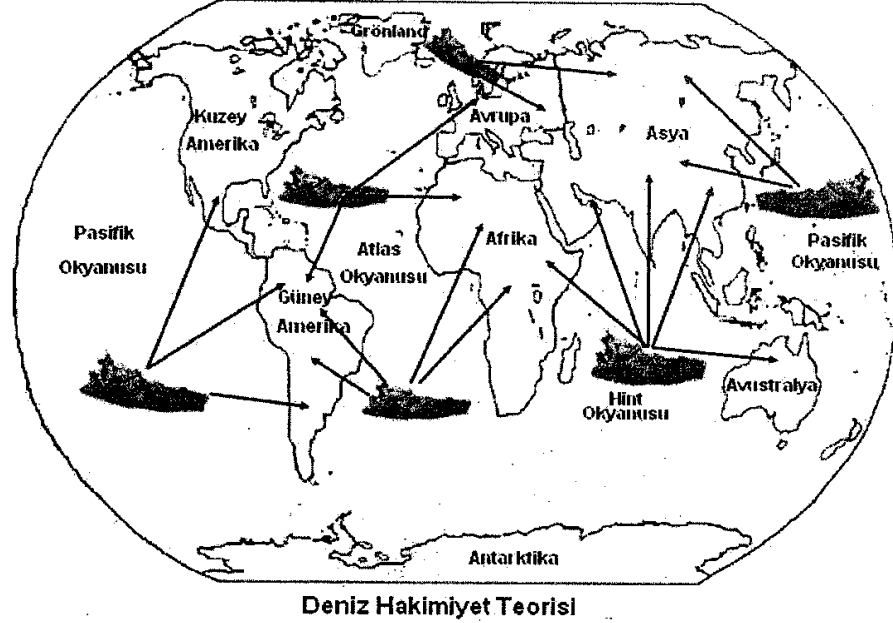 Grönland
Kuzey
Amerika
Avrupa
Asya
Pasifik
Okyanusu
Atlas
Okyanusu
Afrika
Pasifik
Okyanusu
Güney
Amerika
Hint
Okyanusu
Avustralya
Antarktika
Deniz Hakimiyet Teorisi